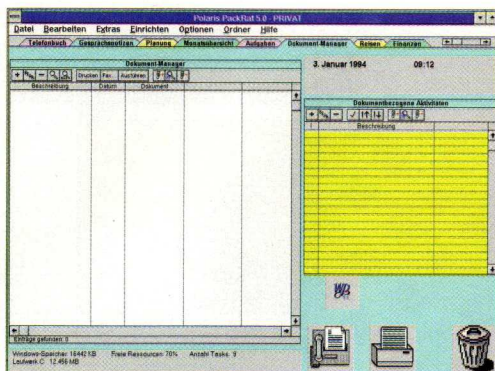 Polaris PackRat 5.0 - PRIVAT
Datei Bearbeiten Extras Einrichten Optionen Ordner Hilfe
Telefonbuch Gesprächsnotizen Planung Monatsübersicht Aufgaben Dokument-Manager Reisen Finanzen
Dokument-Manager
Drucken Fax Ausführen
Beschreibung Datum Dokument
Einträge gefunden: 0
3. Januar 1994 09:12
Dokumentbezogene Aktivitäten
! Beschreibung
Windows-Speicher: 16442 KB Freie Ressourcen: 70% Anzahl Tasks: 9
Laufwerk C: 12.456 MB